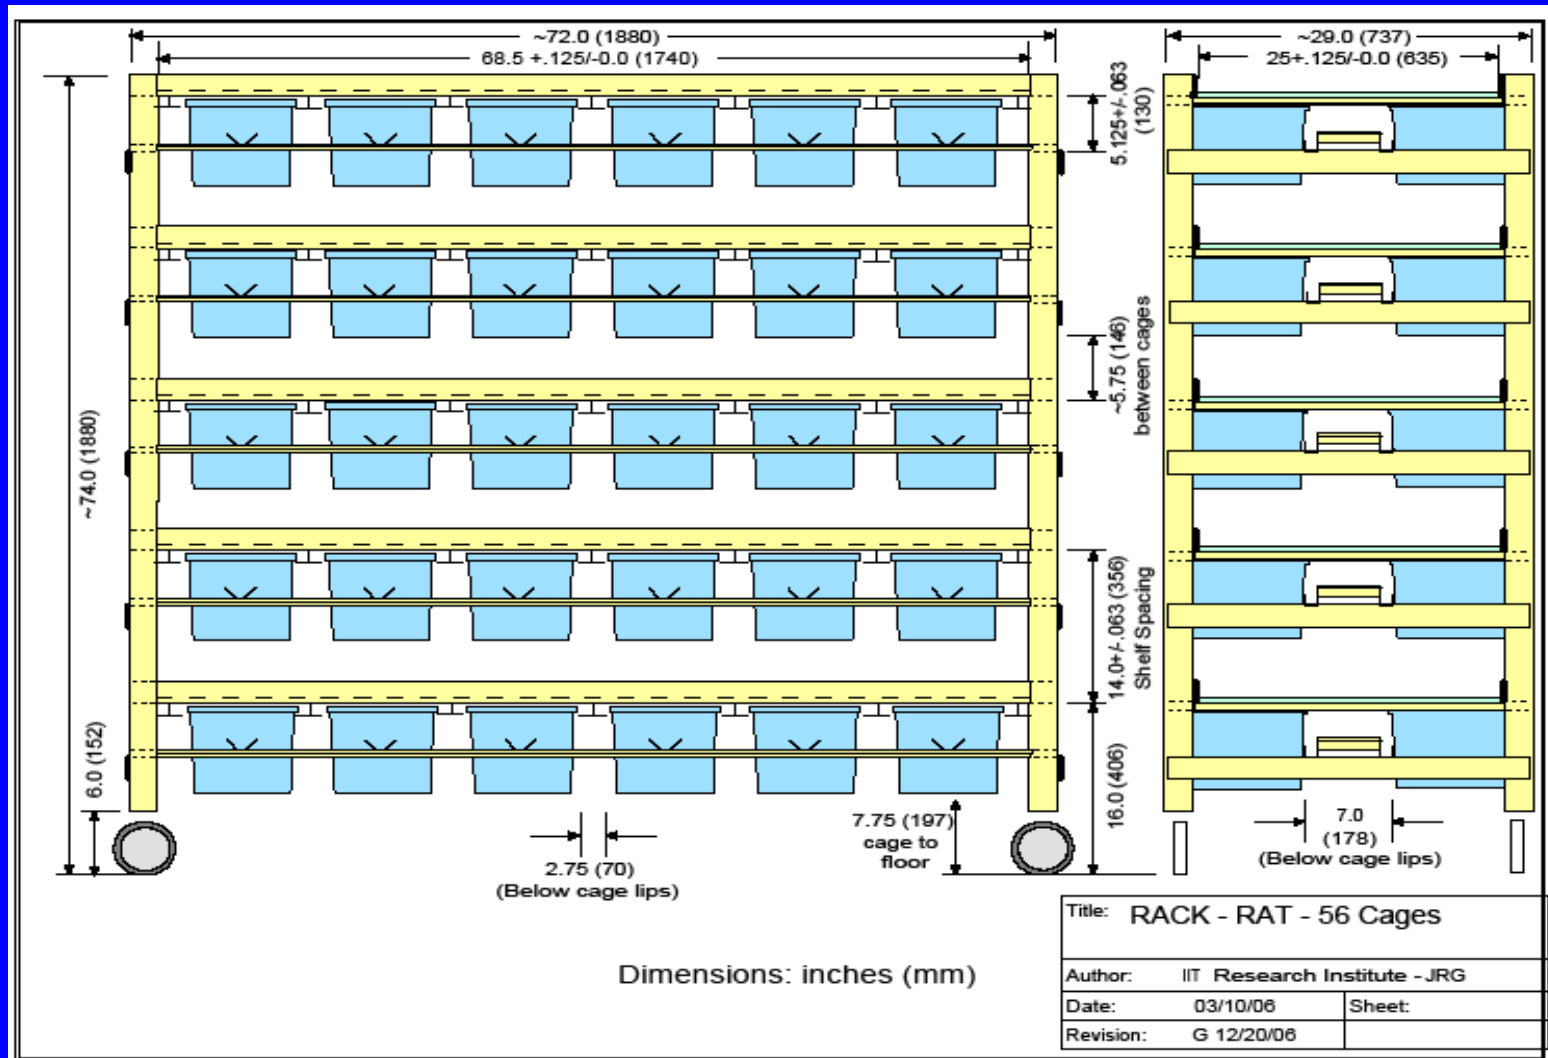 ~72.0 (1880)
68.5 +.125/-0.0 (1740)
~29.0 (737)
25+.125/-0.0 (635)
5.125+/-.063
(130)
~5.75 (146)
between cages
~74.0 (1880)
14.0+/-.063 (356)
Shelf Spacing
6.0 (152)
16.0 (406)
2.75 (70)
(Below cage lips)
7.75 (197)
cage to
floor
7.0
(178)
(Below cage lips)
Dimensions: inches (mm)
Title: RACK - RAT - 56 Cages
Author: IIT Research Institute - JRG
Date: 03/10/06 Sheet:
Revision: G 12/20/06